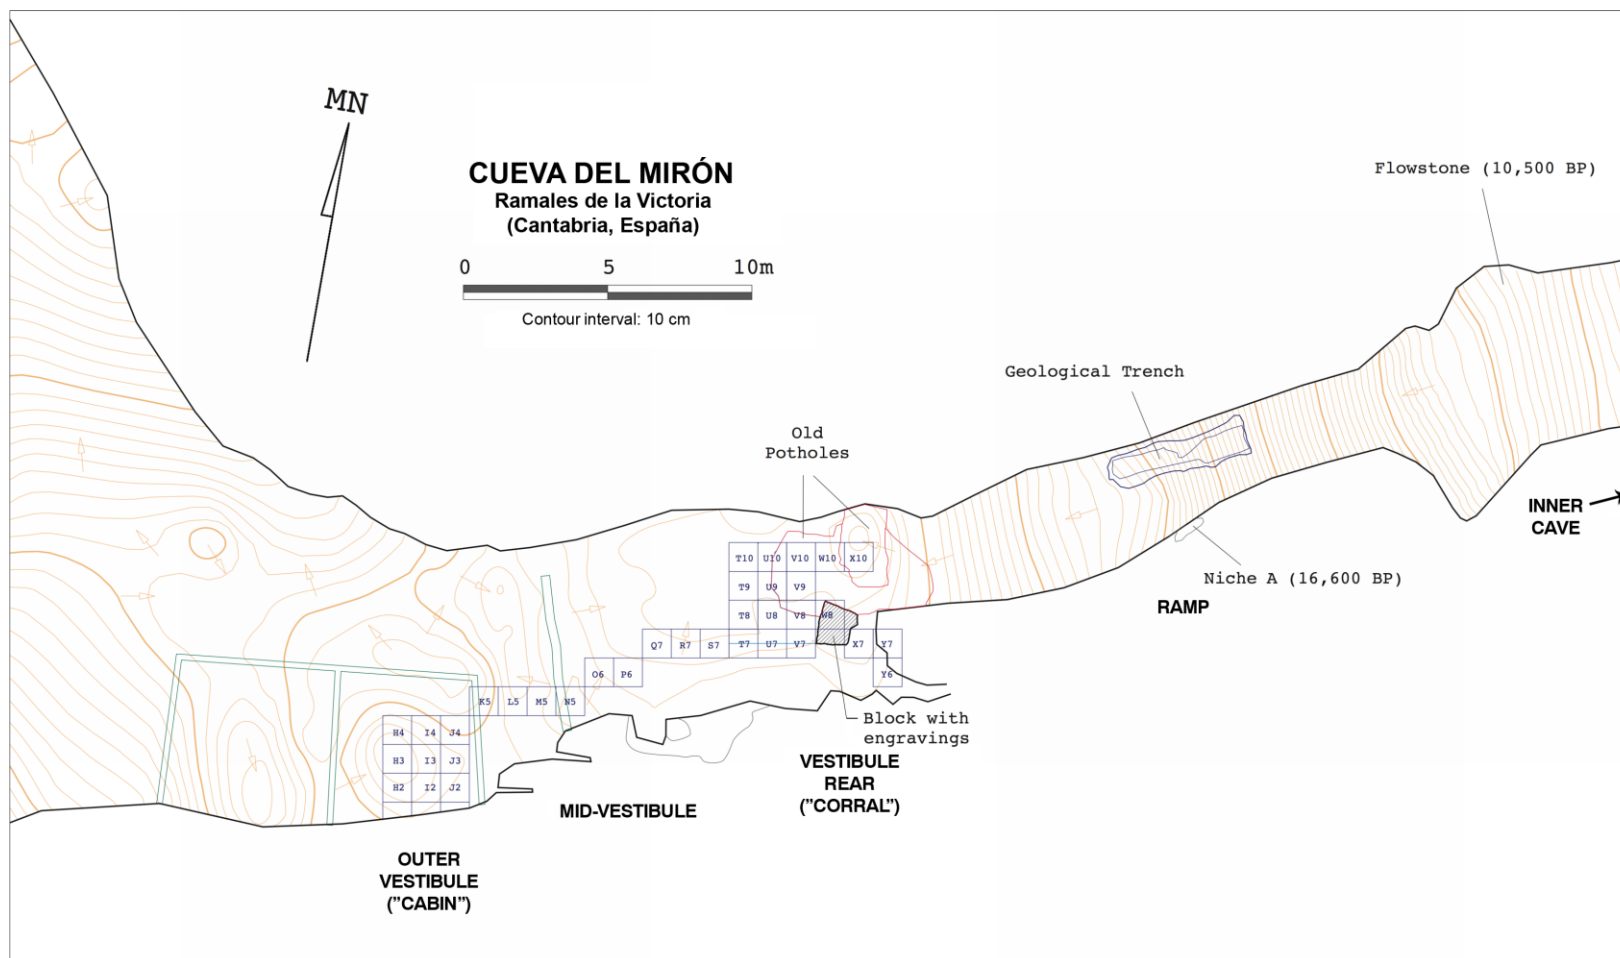 MN
CUEVA DEL MIRÓN
Ramales de la Victoria
(Cantabria, España)
0 5 10m
Contour interval: 10 cm
Flowstone (10,500 BP)
Geological Trench
Old
Potholes
INNER
CAVE
Niche A (16,600 BP)
RAMP
T10 U10 V10 W10 X10
T9 U9 V9
T8 U8 V8 W8
Q7 R7 S7 T7 U7 V7 X7 Y7
O6 P6 Y6
K5 L5 M5 N5
H4 I4 J4
H3 I3 J3
H2 I2 J2
Block with
engravings
VESTIBULE
REAR
("CORRAL")
MID-VESTIBULE
OUTER
VESTIBULE
("CABIN")